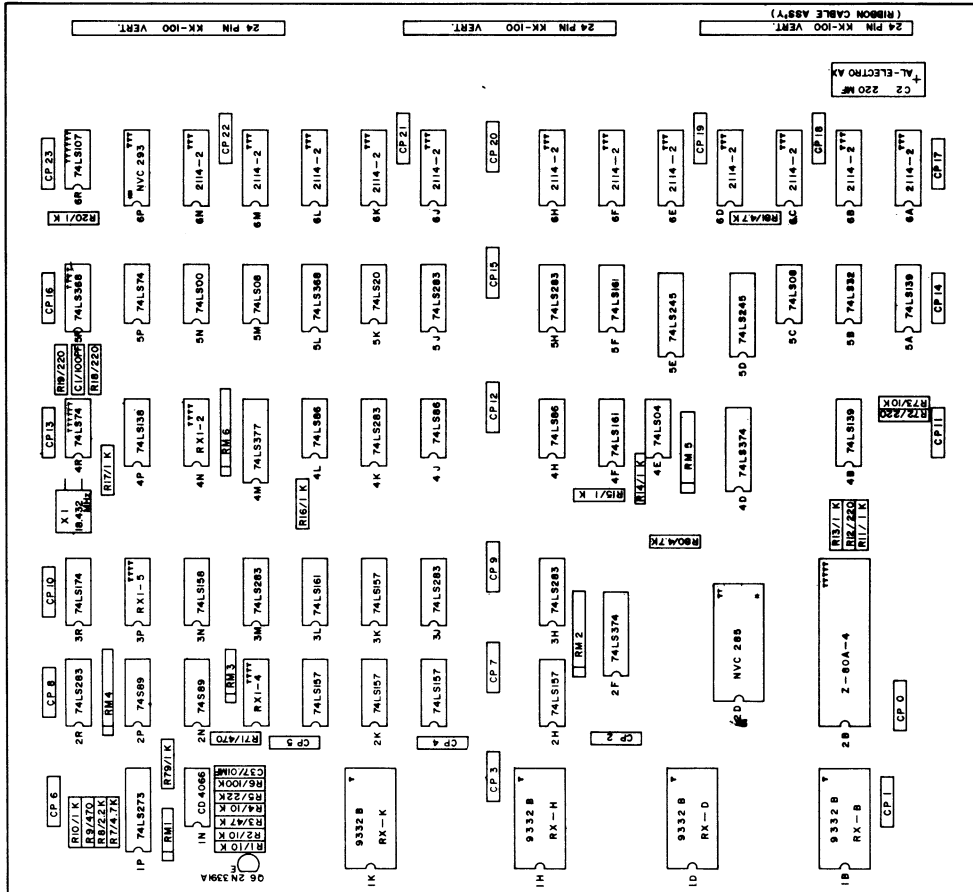 (RIBBON CABLE ASS'Y)
24 PIN KK-100 VERT.
24 PIN KK-100 VERT.
24 PIN KK-100 VERT.
C2 220 MF
+AL-ELECTRO AX
CP 23
74LS107
6R
NVC 293
6P
2114-2
6N
CP 22
2114-2
6M
2114-2
6L
2114-2
6K
CP 21
2114-2
6J
CP 20
2114-2
6H
2114-2
6F
2114-2
6E
CP 19
2114-2
6D
2114-2
6C
CP 18
2114-2
6B
2114-2
6A
CP 17
R20/1 K
R81/4.7K
CP 16
74LS368
5R
74LS74
5P
74LS00
5N
74LS08
5M
74LS368
5L
74LS20
5K
74LS283
5J
CP 15
74LS283
5H
74LS161
5F
74LS245
5E
74LS245
5D
74LS08
5C
74LS32
5B
74LS139
5A
CP 14
R19/220
C1/100PF
R18/220
CP 13
74LS74
4R
R17/1 K
74LS138
4P
RX1-2
4N
RM 6
74LS377
4M
R16/1 K
74LS86
4L
74LS283
4K
74LS86
4J
CP 12
74LS86
4H
74LS161
4F
R15/1 K
R14/1 K
74LS04
4E
RM 5
74LS374
4D
74LS139
4B
R73/10K
R72/220
CP 11
X1
18.432
MHz
R80/4.7K
R13/1 K
R12/220
R11/1 K
CP 10
74LS174
3R
RX1-5
3P
74LS158
3N
74LS283
3M
74LS161
3L
74LS157
3K
74LS283
3J
CP 9
74LS283
3H
RM 2
74LS374
2F
NVC 285
2D
Z-80A-4
2B
CP 0
CP 8
74LS283
2R
RM 4
74S89
2P
74S89
2N
RM 3
RX1-4
74LS157
74LS157
2K
74LS157
CP 7
74LS157
2H
R71/470
CP 5
CP 4
CP 2
CP 6
R10/1 K
R9/470
R8/2.2K
R7/4.7K
74LS273
1P
R79/1 K
RM1
CD4066
1N
C37/.01MF
R6/100K
R5/22K
R4/10 K
R3/47K
R2/10 K
R1/10 K
E
Q6 2N3391A
9332 B
RX-K
1K
CP 3
9332 B
RX-H
1H
9332 B
RX-D
1D
9332 B
RX-B
1B
CP 1